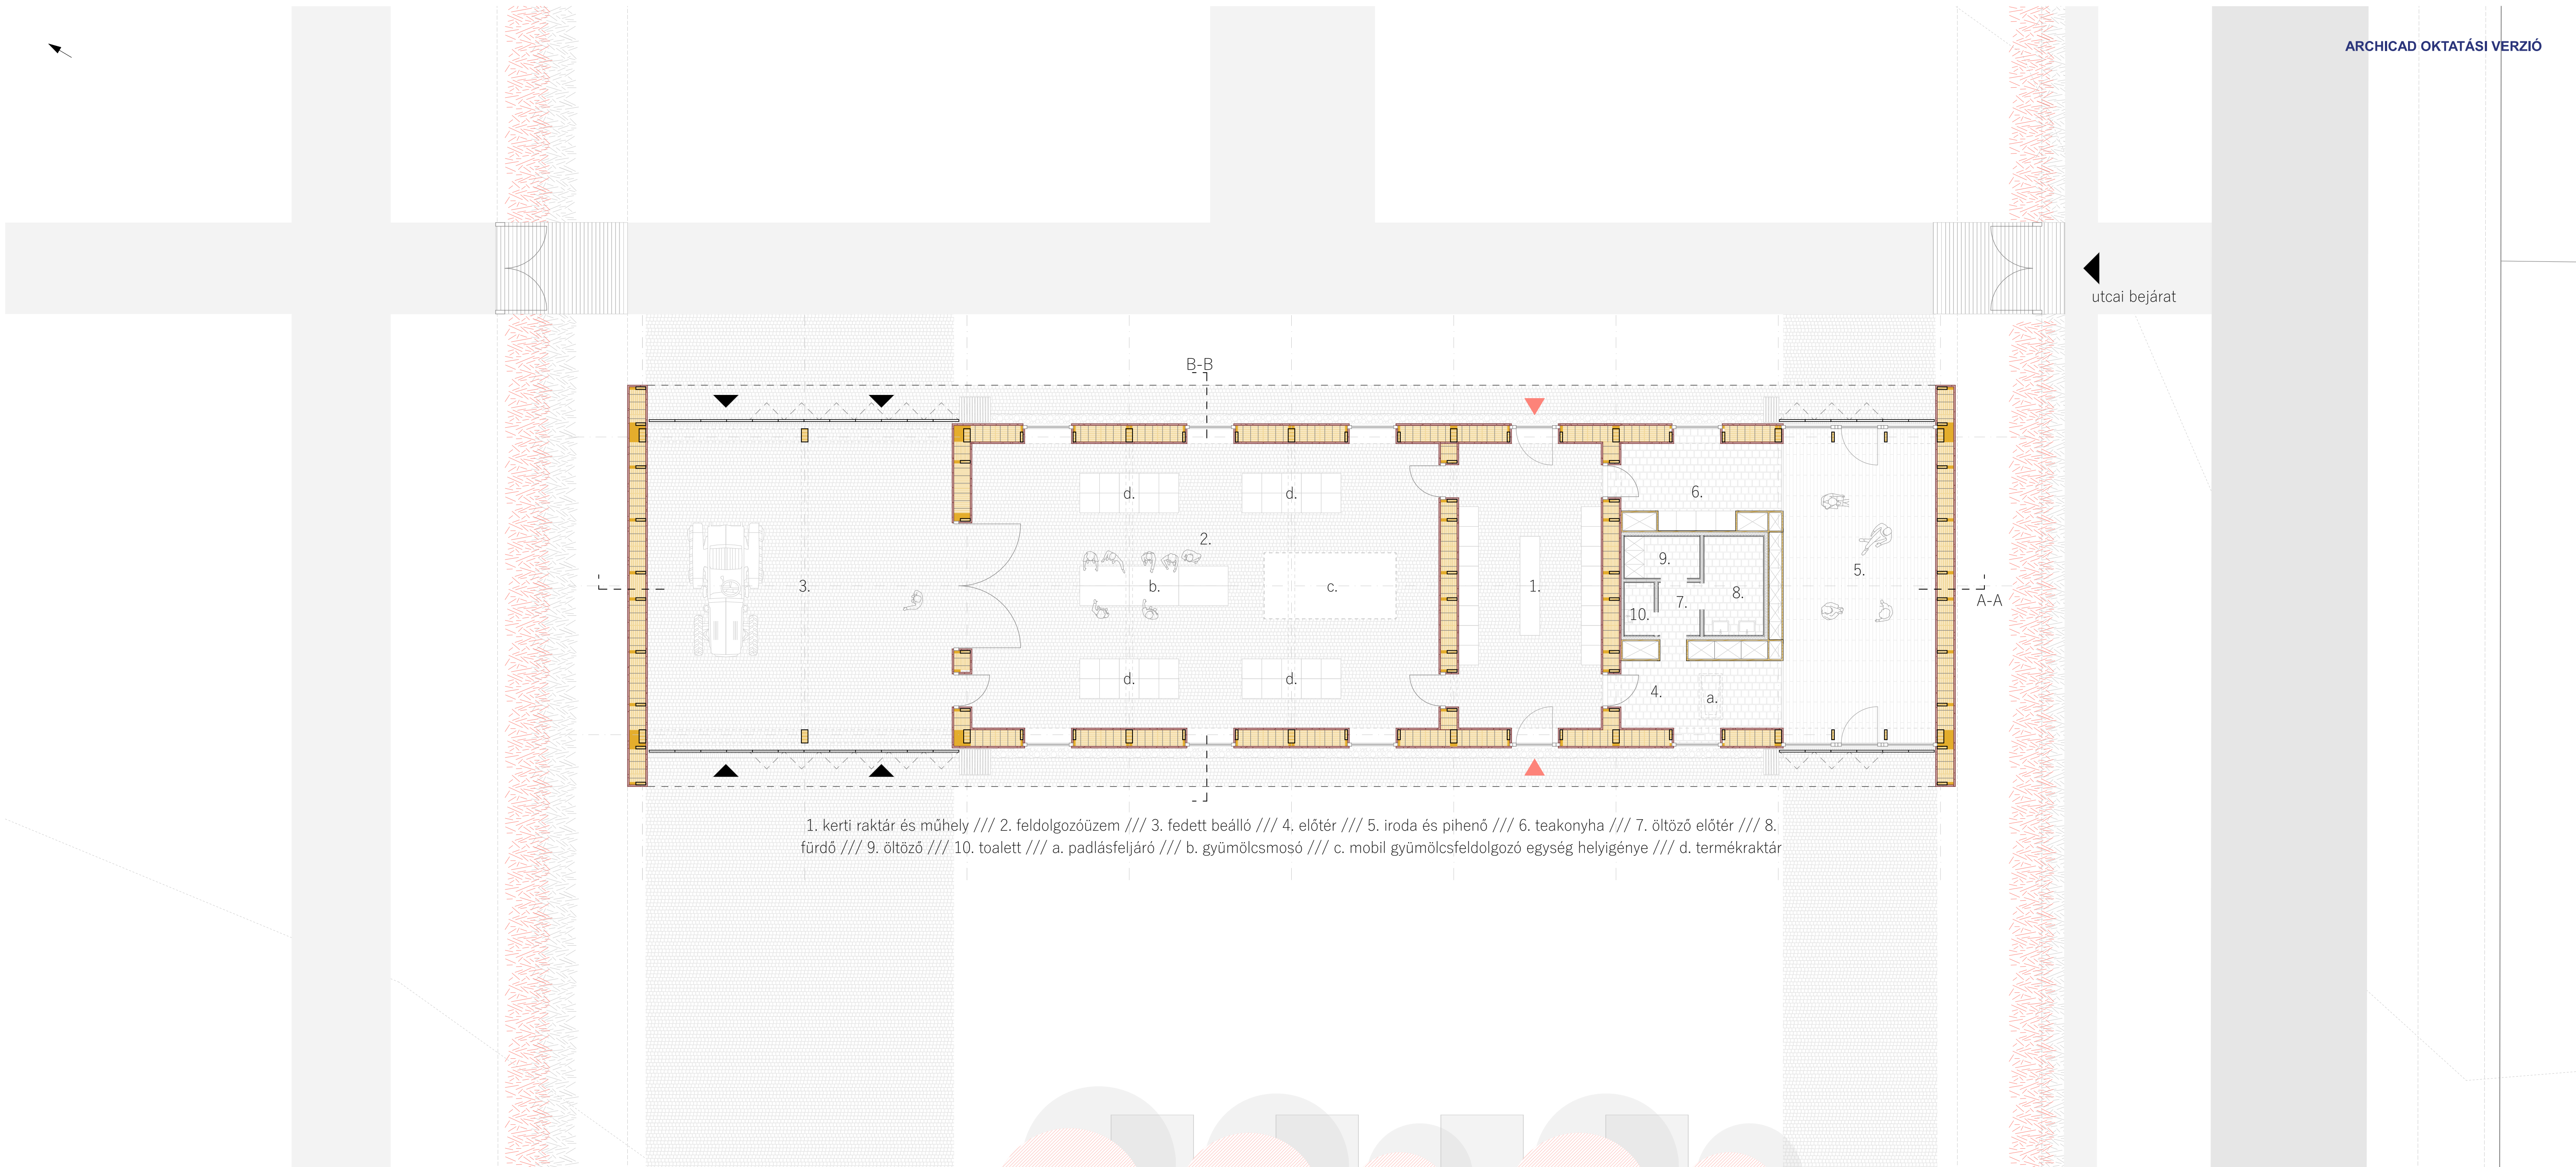 ARCHICAD OKTATÁSI VERZIÓ
utcai bejárat
B-B
d.
d.
6.
2.
9.
5.
3.
b.
c.
1.
8.
7.
10.
A-A
d.
d.
4.
a.
1. kerti raktár és műhely /// 2. feldolgozóüzem /// 3. fedett beálló /// 4. előtér /// 5. iroda és pihenő /// 6. teakonyha /// 7. öltöző előtér /// 8.
fürdő /// 9. öltöző /// 10. toalett /// a. padlásfeljáró /// b. gyümölcsmosó /// c. mobil gyümölcsfeldolgozó egység helyigénye /// d. termékraktár